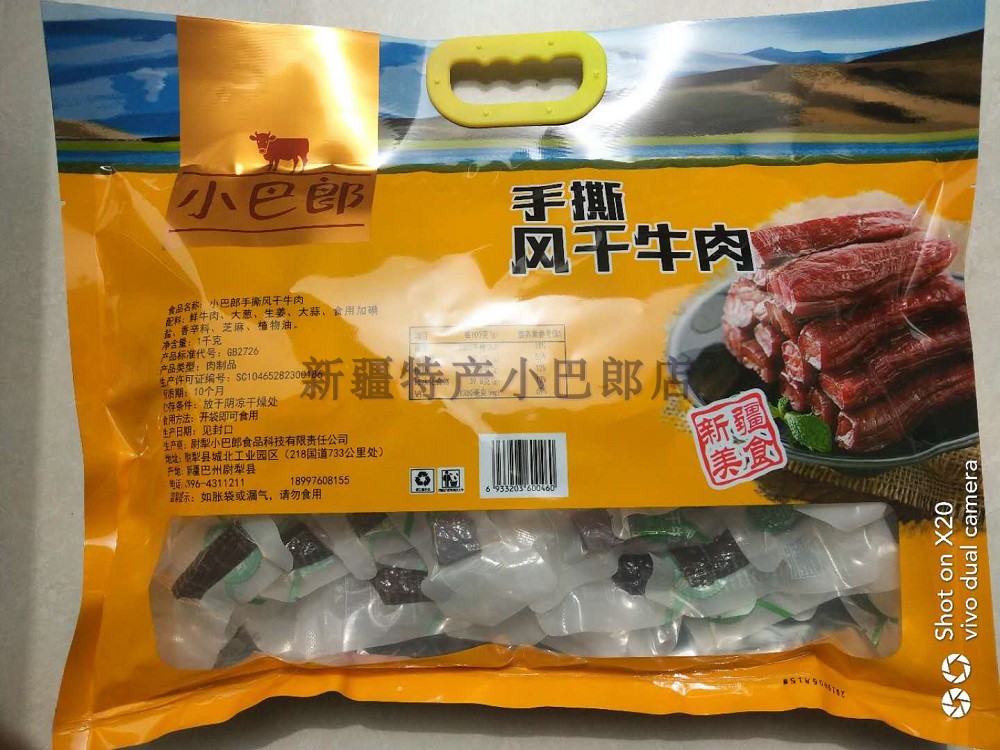 小巴郎
手撕
风干牛肉
食品名称：小巴郎手撕风干牛肉
配料：鲜牛肉、大葱、生姜、大蒜、食用加碘
盐、香辛料、芝麻、植物油。
净含量：1千克
产品标准代号：GB2726
产品类型：肉制品
生产许可证编号：SC10465282300186
保质期：10个月
贮存条件：放于阴凉干燥处
食用方法：开袋即可食用
生产日期：见封口
生产商：尉犁小巴郎食品科技有限责任公司
地址：尉犁县城北工业园区（218国道733公里处）
产地：新疆巴州尉犁县
电话：0996-4311211 18997608155
温馨提示：如胀袋或漏气，请勿食用
新疆特产小巴郎店
6 933203 600460
新疆
美食
Shot on X20
vivo dual camera